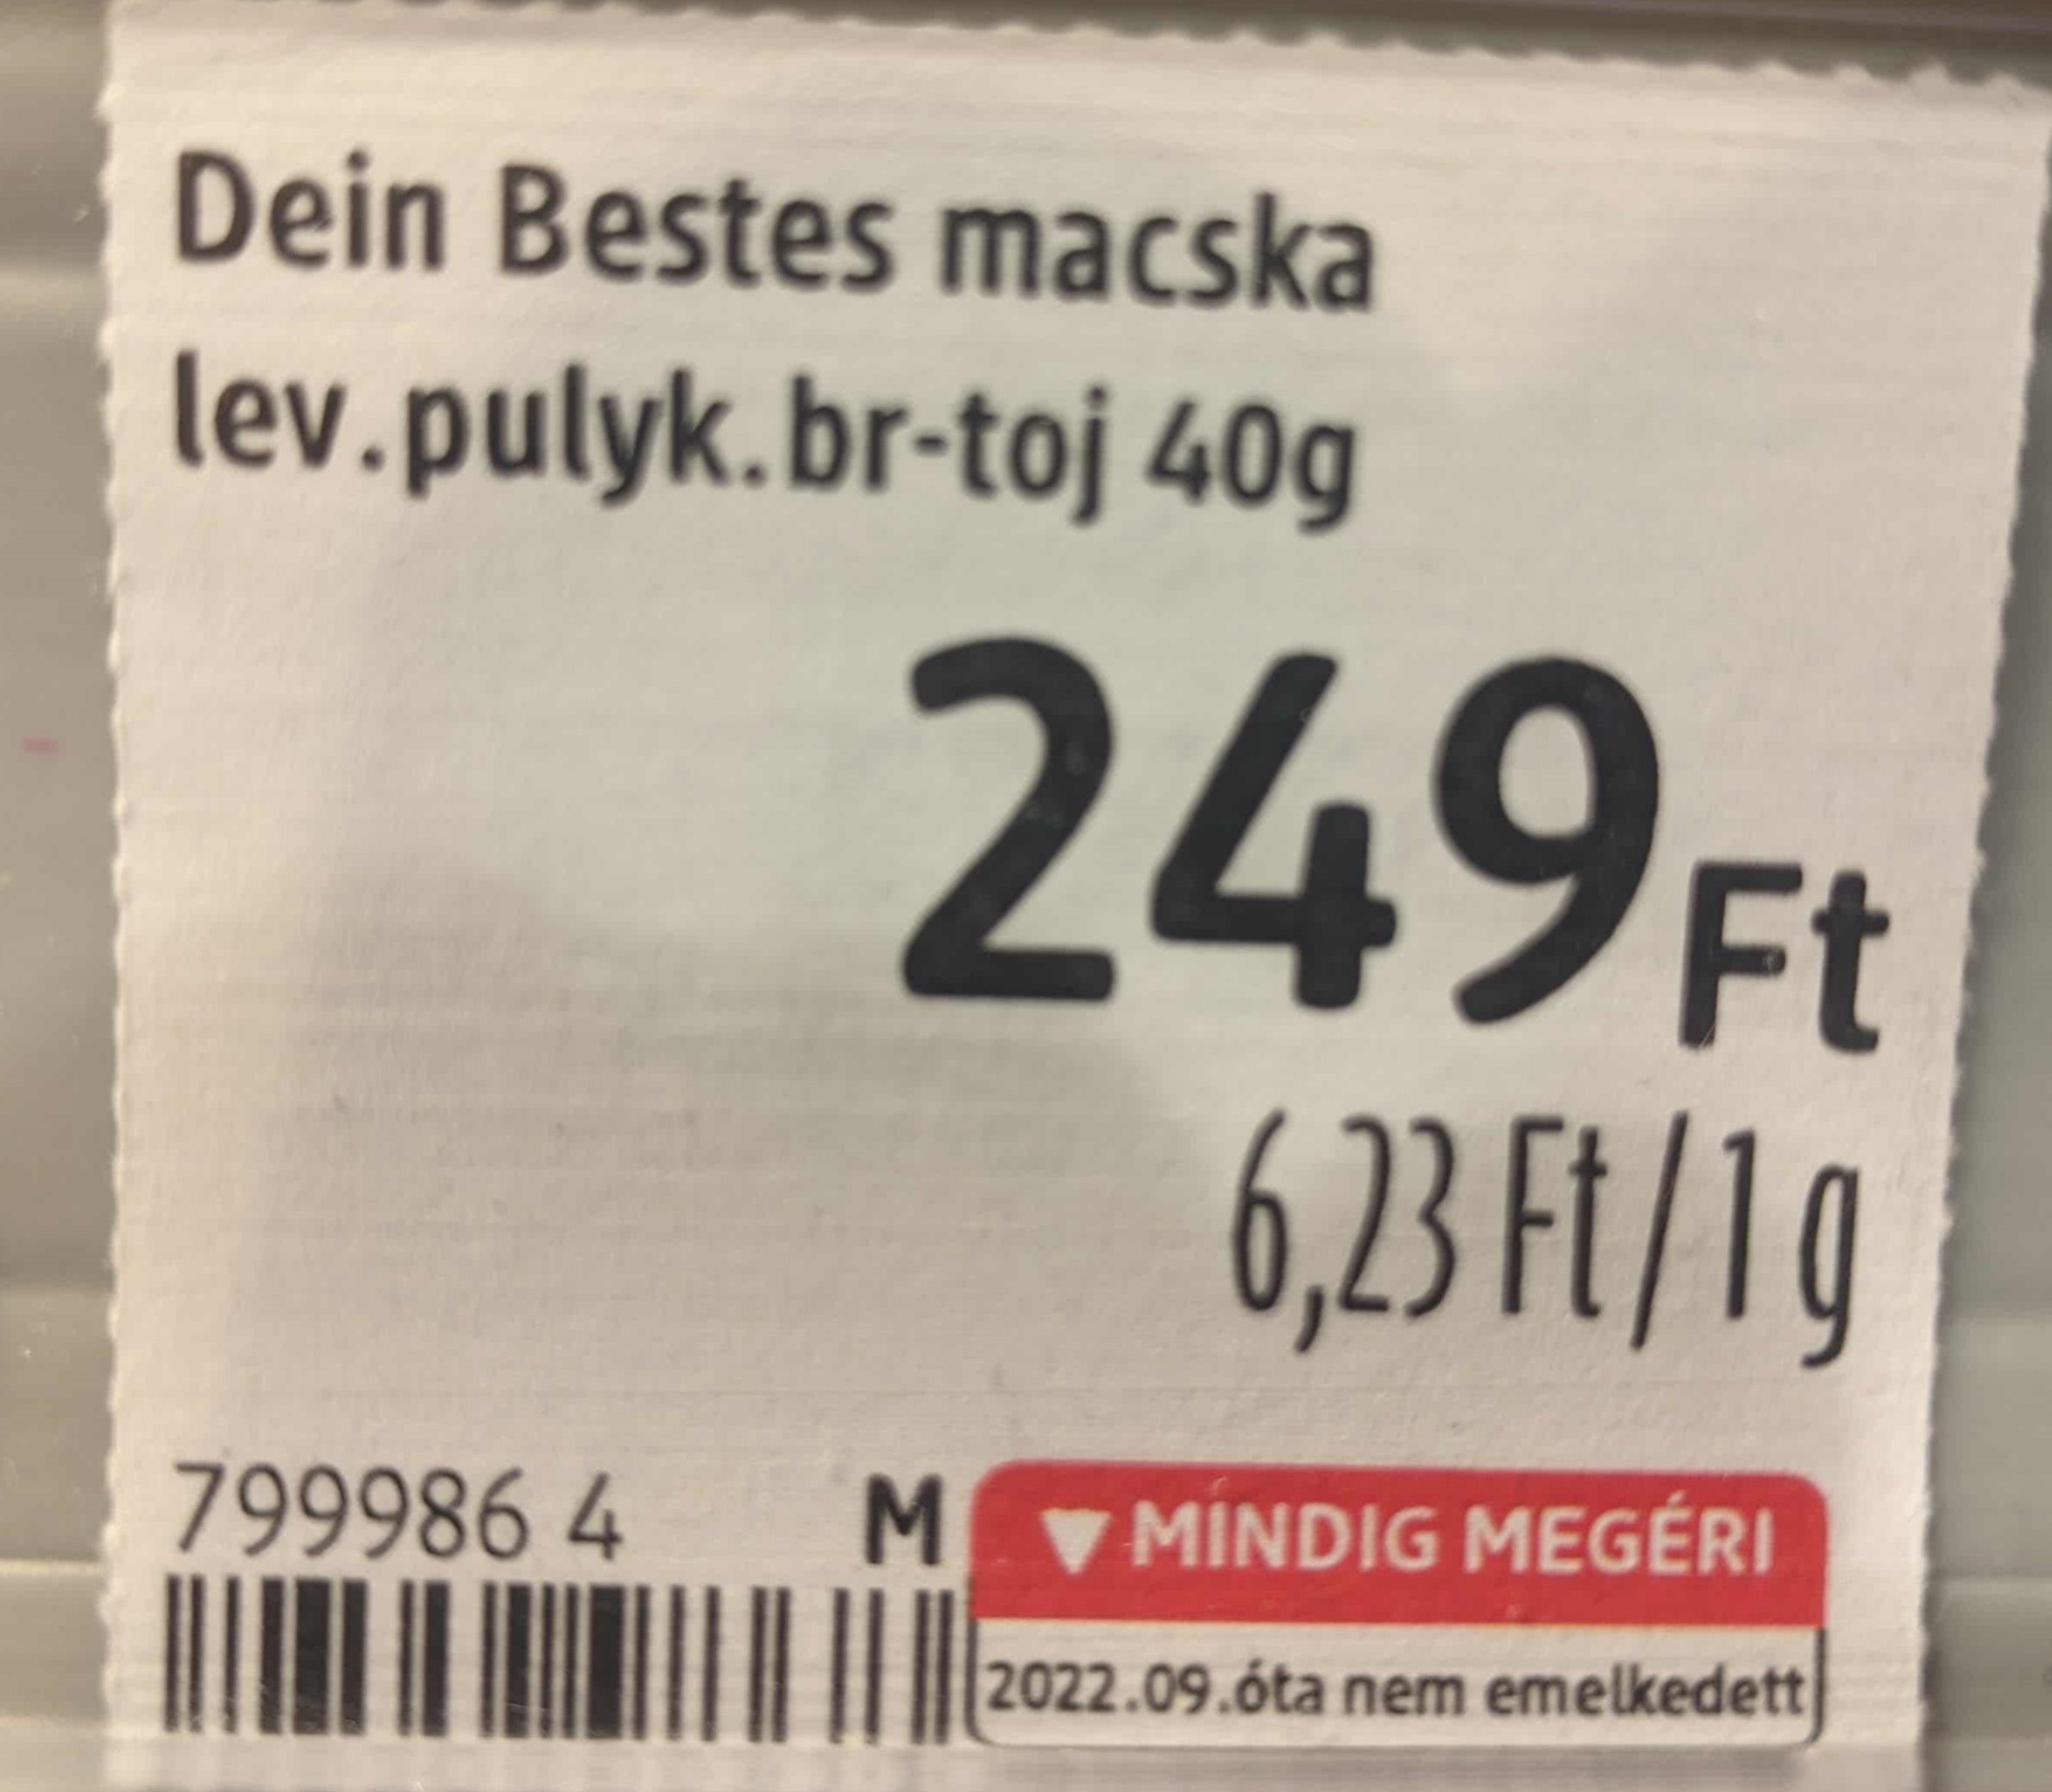 Dein Bestes macska
lev.pulyk.br-toj 40g
249 Ft
6,23 Ft/1 g
799986 4 M
MINDIG MEGÉRI
2022.09.óta nem emelkedett